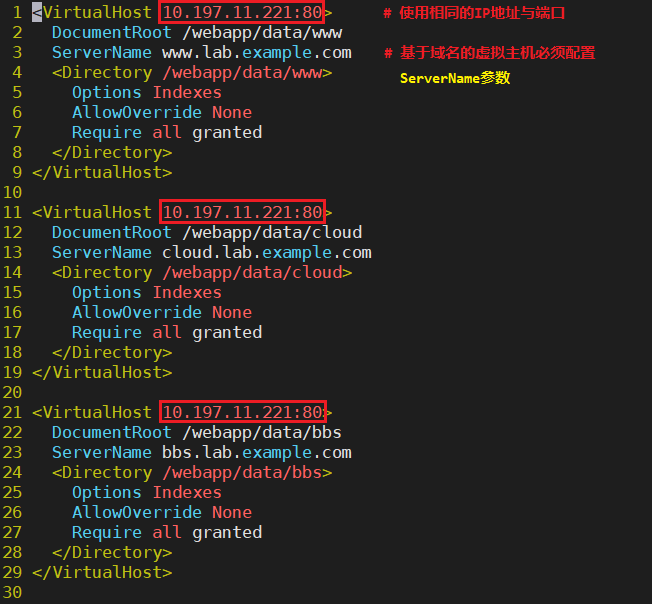 1 <VirtualHost 10.197.11.221:80> # 使用相同的IP地址与端口
2 DocumentRoot /webapp/data/www
3 ServerName www.lab.example.com # 基于域名的虚拟主机必须配置
4 <Directory /webapp/data/www> ServerName参数
5 Options Indexes
6 AllowOverride None
7 Require all granted
8 </Directory>
9 </VirtualHost>
10
11 <VirtualHost 10.197.11.221:80>
12 DocumentRoot /webapp/data/cloud
13 ServerName cloud.lab.example.com
14 <Directory /webapp/data/cloud>
15 Options Indexes
16 AllowOverride None
17 Require all granted
18 </Directory>
19 </VirtualHost>
20
21 <VirtualHost 10.197.11.221:80>
22 DocumentRoot /webapp/data/bbs
23 ServerName bbs.lab.example.com
24 <Directory /webapp/data/bbs>
25 Options Indexes
26 AllowOverride None
27 Require all granted
28 </Directory>
29 </VirtualHost>
30